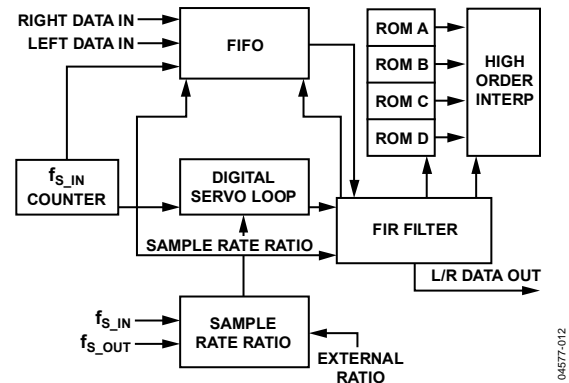 RIGHT DATA IN
LEFT DATA IN
FIFO
ROM A
ROM B
ROM C
ROM D
HIGH
ORDER
INTERP
fS_IN
COUNTER
DIGITAL
SERVO LOOP
SAMPLE RATE RATIO
FIR FILTER
L/R DATA OUT
fS_IN
fS_OUT
SAMPLE
RATE RATIO
EXTERNAL
RATIO
04577-012